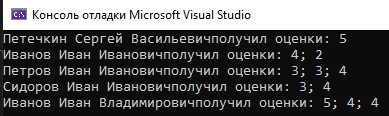 Консоль отладки Microsoft Visual Studio
Петечкин Сергей Васильевичполучил оценки: 5
Иванов Иван Ивановичполучил оценки: 4; 2
Петров Иван Ивановичполучил оценки: 3; 3; 4
Сидоров Иван Ивановичполучил оценки: 3; 4
Иванов Иван Владимировичполучил оценки: 5; 4; 4